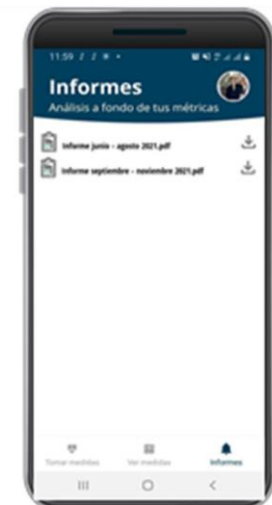 11:59
Informes
Análisis a fondo de tus métricas
Informe junio - agosto 2021.pdf
Informe septiembre - noviembre 2021.pdf
Tomar medidas
Ver medidas
Informes